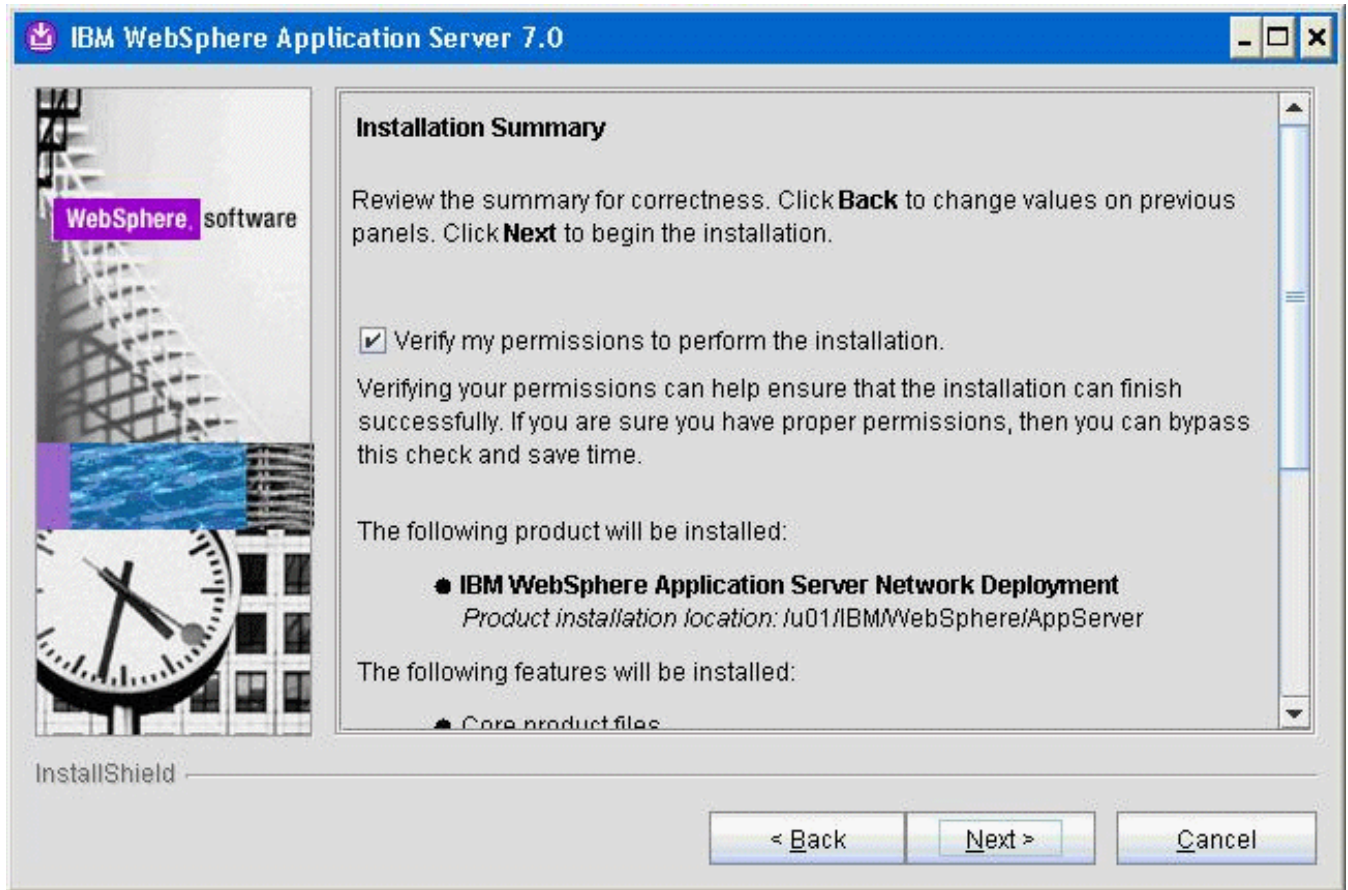 IBM WebSphere Application Server 7.0
WebSphere. software
Installation Summary
Review the summary for correctness. Click Back to change values on previous
panels. Click Next to begin the installation.
Verify my permissions to perform the installation.
Verifying your permissions can help ensure that the installation can finish
successfully. If you are sure you have proper permissions, then you can bypass
this check and save time.
The following product will be installed:
IBM WebSphere Application Server Network Deployment
Product installation location: /u01/IBM/WebSphere/AppServer
The following features will be installed:
Core product files
InstallShield
< Back
Next >
Cancel